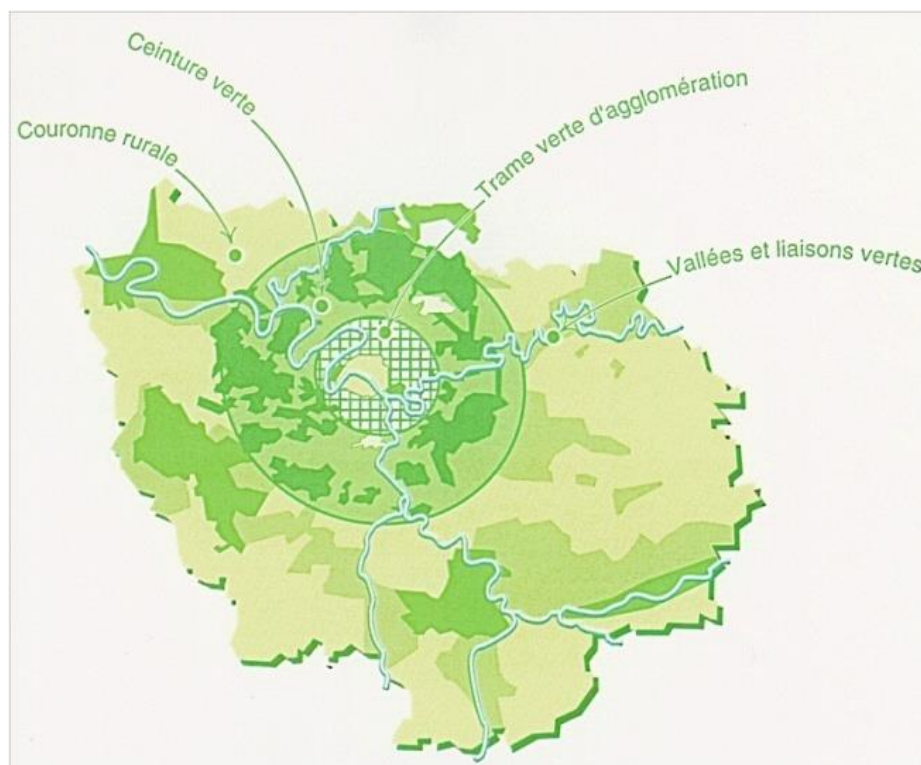 Ceinture verte
Couronne rurale
Trame verte d'agglomération
Vallées et liaisons vertes